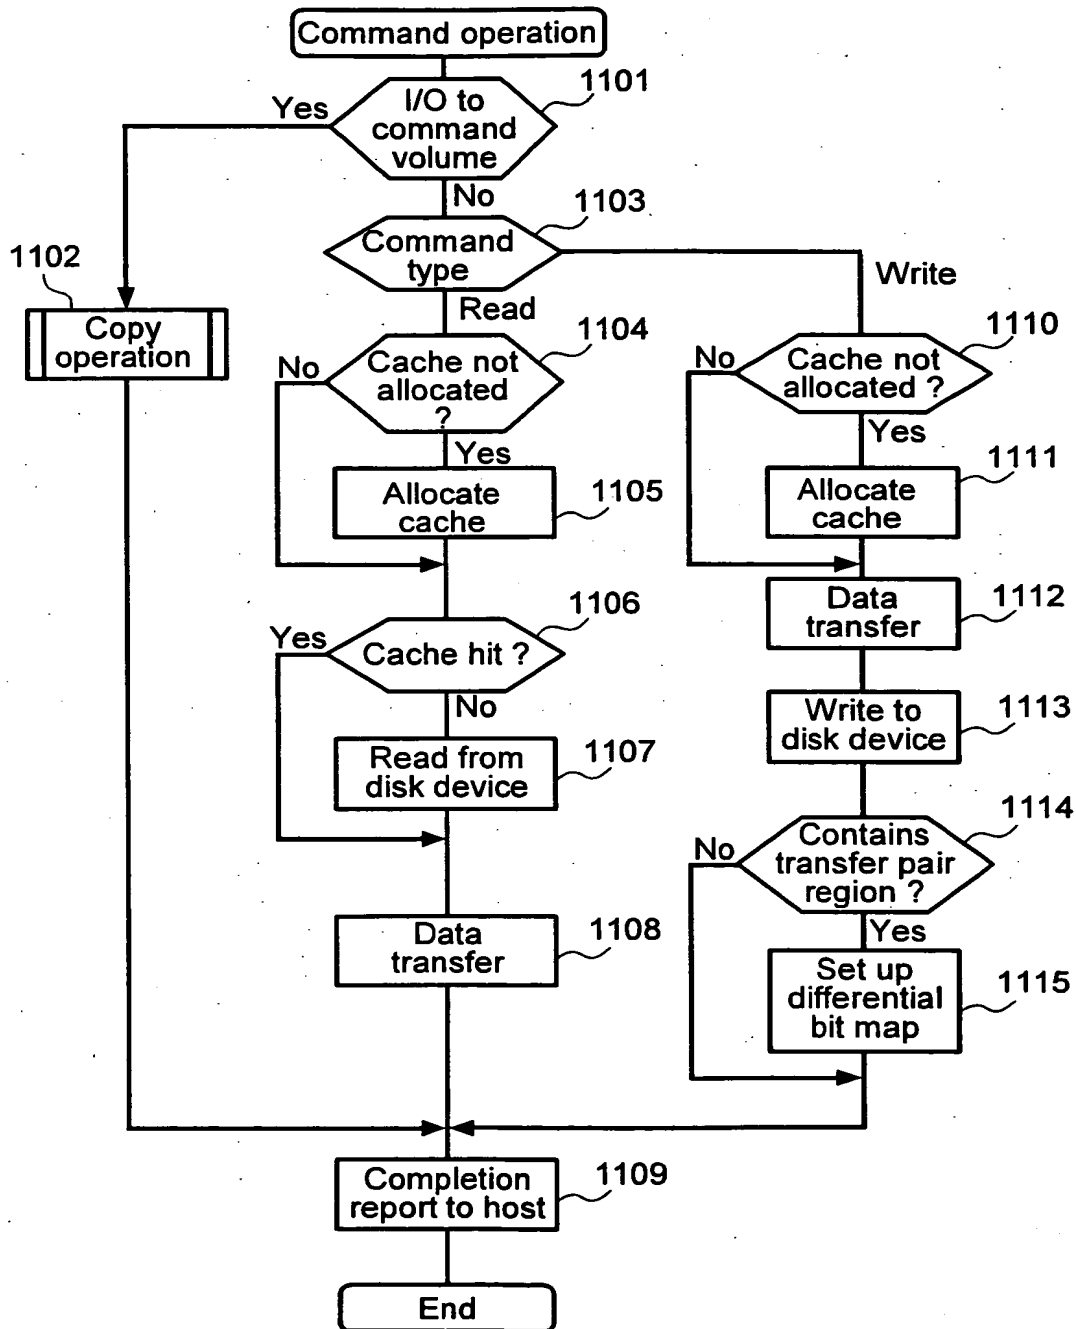 Command operation
1101
Yes
I/O to
command
volume
No
1103
Command
type
Write
1102
Copy
operation
Read
1104
No
Cache not
allocated
?
Yes
1110
No
Cache not
allocated ?
Yes
Allocate
cache
1105
1111
Allocate
cache
1106
Yes
Cache hit ?
No
1112
Data
transfer
1113
Write to
disk device
Read from
disk device
1107
1114
No
Contains
transfer pair
region ?
Yes
Data
transfer
1108
Set up
differential
bit map
1115
Completion
report to host
1109
End